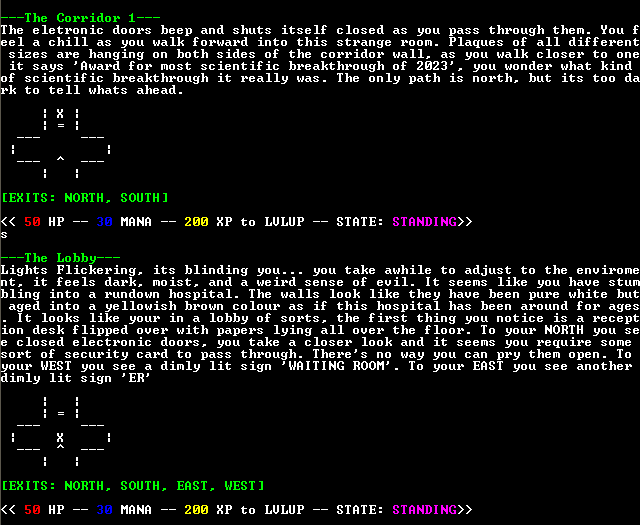 ---The Corridor 1---
The eletronic doors beep and shuts itself closed as you pass through them. You f
eel a chill as you walk forward into this strange room. Plaques of all different
 sizes are hanging on both sides of the corridor wall, as you walk closer to one
 it says 'Award for most scientific breakthrough of 2023', you wonder what kind
of scientific breakthrough it really was. The only path is north, but its too da
rk to tell whats ahead.
¦ X ¦
¦ = ¦
___     ___
¦             ¦
___  ^  ___
¦   ¦
[EXITS: NORTH, SOUTH]
<< 50 HP -- 30 MANA -- 200 XP to LVLUP -- STATE: STANDING>>
s
---The Lobby---
Lights Flickering, its blinding you... you take awhile to adjust to the envirome
nt, it feels dark, moist, and a weird sense of evil. It seems like you have stum
bling into a rundown hospital. The walls look like they have been pure white but
 aged into a yellowish brown colour as if this hospital has been around for ages
. It looks like your in a lobby of sorts, the first thing you notice is a recept
ion desk flipped over with papers lying all over the floor. To your NORTH you se
e closed electronic doors, you take a closer look and it seems you require some
sort of security card to pass through. There's no way you can pry them open. To
your WEST you see a dimly lit sign 'WAITING ROOM'. To your EAST you see another
dimly lit sign 'ER'
¦   ¦
¦ = ¦
___     ___
¦      X      ¦
___  ^  ___
¦   ¦
[EXITS: NORTH, SOUTH, EAST, WEST]
<< 50 HP -- 30 MANA -- 200 XP to LVLUP -- STATE: STANDING>>